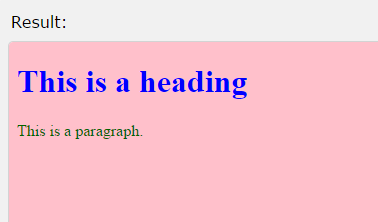 Result:
This is a heading
This is a paragraph.